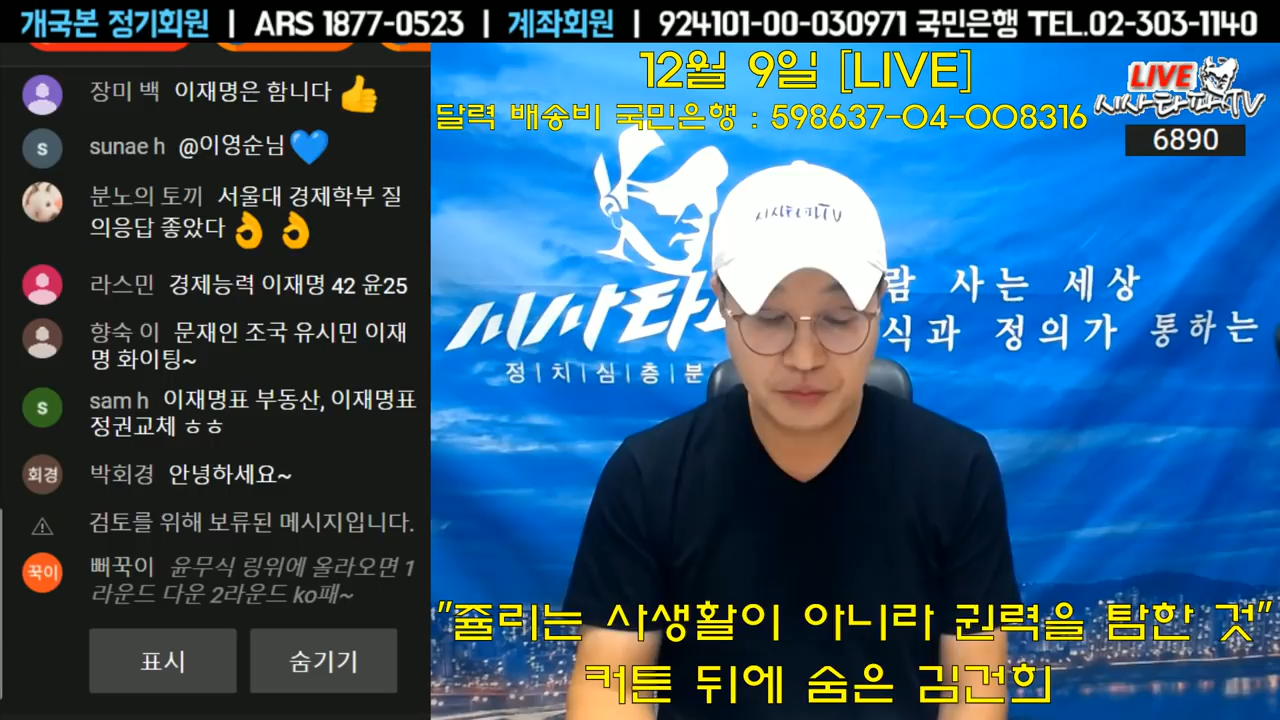 개국본 정기회원 | ARS 1877-0523 | 계좌회원 | 924101-00-030971 국민은행 TEL.02-303-1140
장미 백 이재명은 합니다
sunae h @이영순님
분노의 토끼 서울대 경제학부 질
의응답 좋았다
라스민 경제능력 이재명 42 윤25
향숙 이 문재인 조국 유시민 이재
명 화이팅~
sam h 이재명표 부동산, 이재명표
정권교체 ㅎㅎ
회경
박회경 안녕하세요~
검토를 위해 보류된 메시지입니다.
꾹이
뻐꾹이 윤무식 링위에 올라오면 1
라운드 다운 2라운드 ko패~
표시
숨기기
12월 9일 [LIVE]
달력 배송비 국민은행 : 598637-04-008316
LIVE
시사타파TV
6890
시사타파TV
람 사는 세상
식과 정의가 통하는
시사타
정|치|심|층|분
"쥴리는 사생활이 아니라 권력을 탐한 것"
커튼 뒤에 숨은 김건희